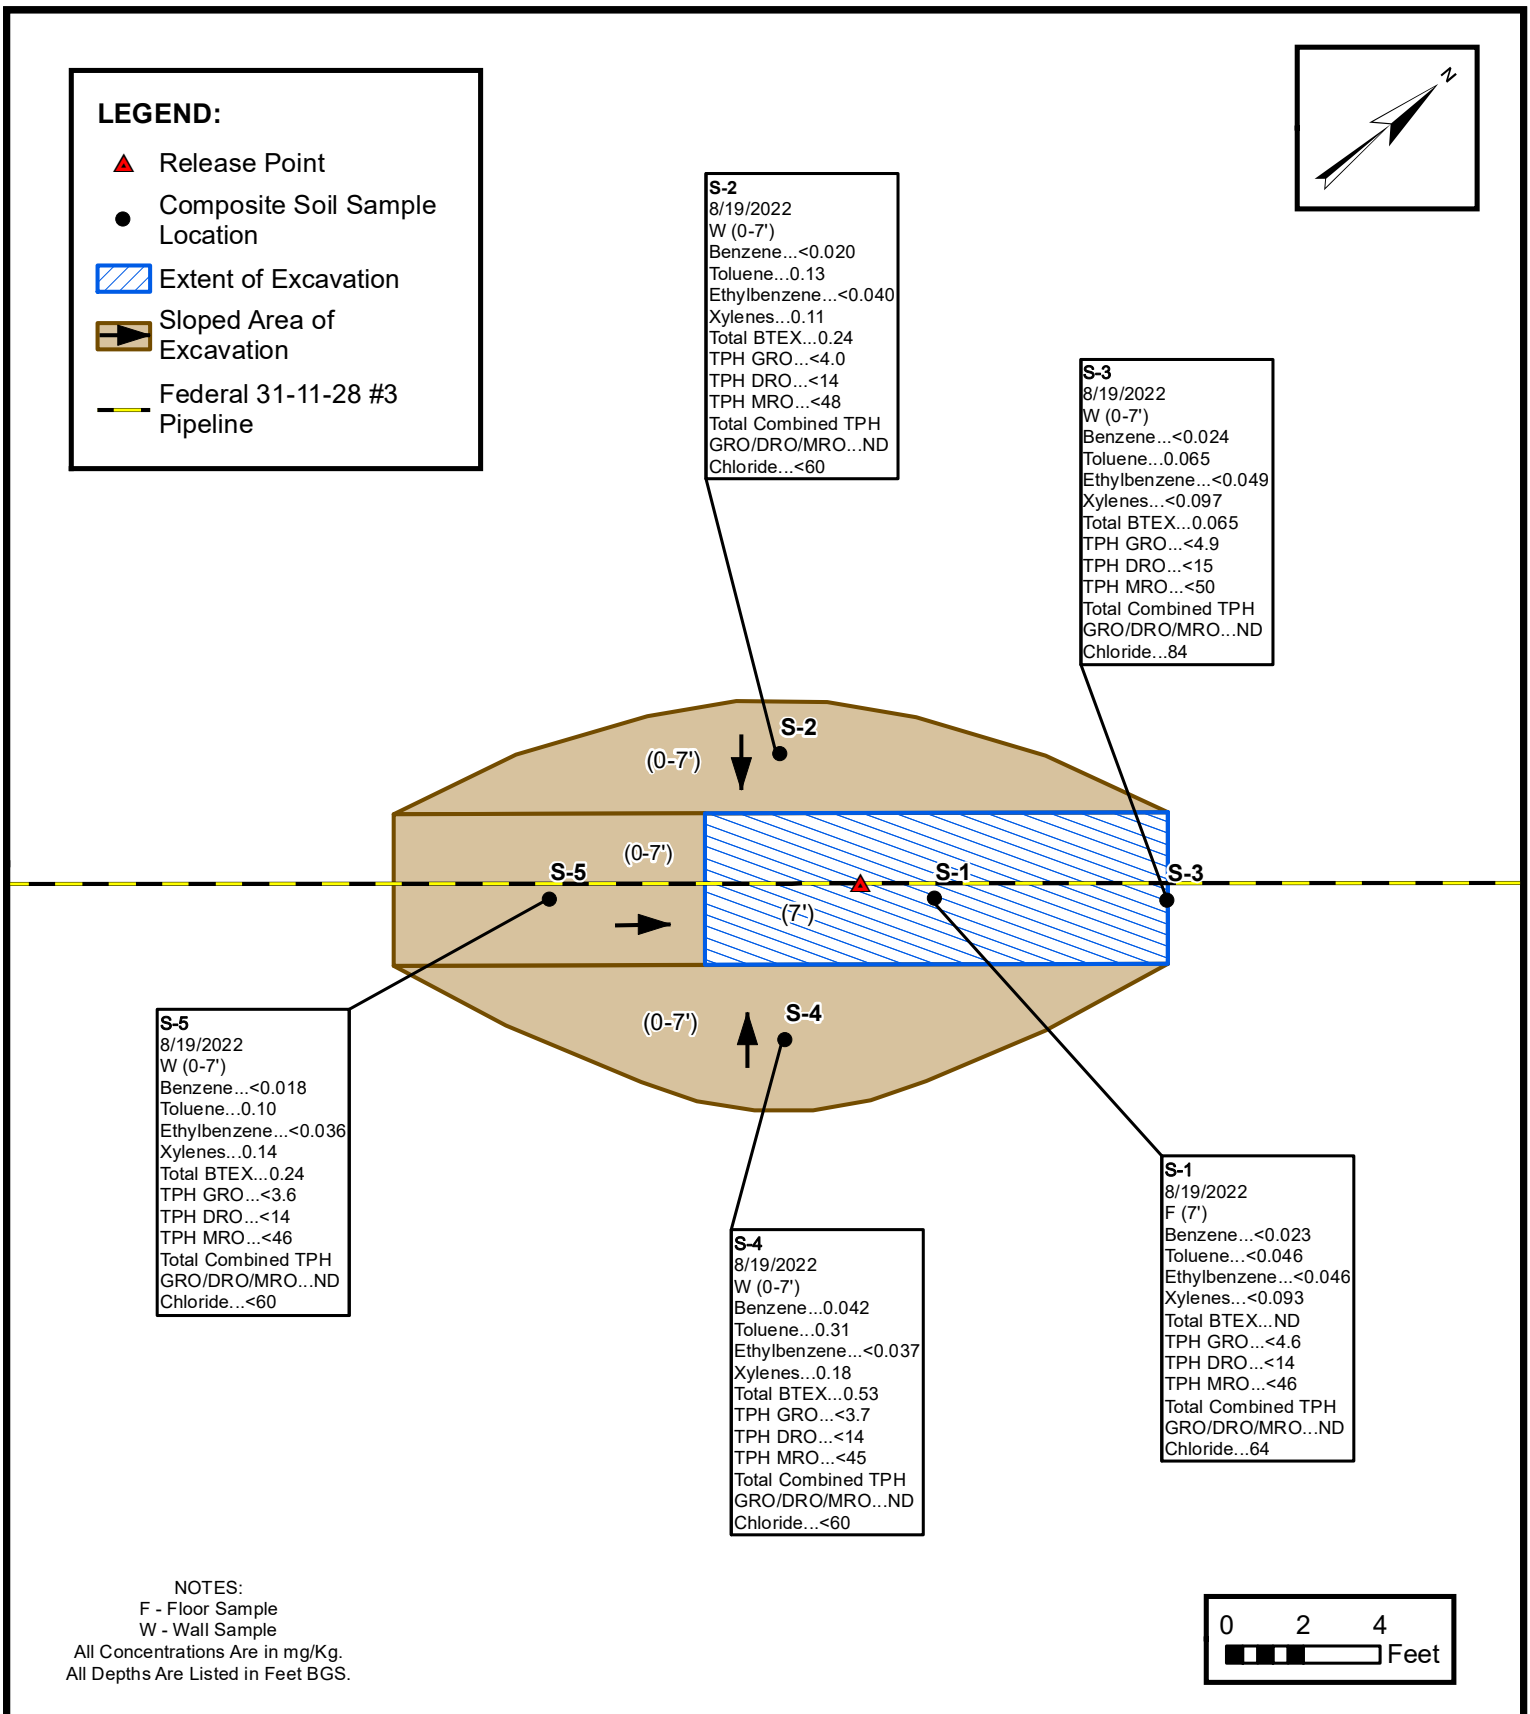 LEGEND:
Release Point
Composite Soil Sample
Location
Extent of Excavation
Sloped Area of
Excavation
Federal 31-11-28 #3
Pipeline
N
S-2
8/19/2022
W (0-7')
Benzene...<0.020
Toluene...0.13
Ethylbenzene...<0.040
Xylenes...0.11
Total BTEX...0.24
TPH GRO...<4.0
TPH DRO...<14
TPH MRO...<48
Total Combined TPH
GRO/DRO/MRO...ND
Chloride...<60
S-3
8/19/2022
W (0-7')
Benzene...<0.024
Toluene...0.065
Ethylbenzene...<0.049
Xylenes...<0.097
Total BTEX...0.065
TPH GRO...<4.9
TPH DRO...<15
TPH MRO...<50
Total Combined TPH
GRO/DRO/MRO...ND
Chloride...84
S-2
(0-7')
(0-7')
S-5
S-1
S-3
(7')
(0-7')
S-4
S-5
8/19/2022
W (0-7')
Benzene...<0.018
Toluene...0.10
Ethylbenzene...<0.036
Xylenes...0.14
Total BTEX...0.24
TPH GRO...<3.6
TPH DRO...<14
TPH MRO...<46
Total Combined TPH
GRO/DRO/MRO...ND
Chloride...<60
S-4
8/19/2022
W (0-7')
Benzene...0.042
Toluene...0.31
Ethylbenzene...<0.037
Xylenes...0.18
Total BTEX...0.53
TPH GRO...<3.7
TPH DRO...<14
TPH MRO...<45
Total Combined TPH
GRO/DRO/MRO...ND
Chloride...<60
S-1
8/19/2022
F (7')
Benzene...<0.023
Toluene...<0.046
Ethylbenzene...<0.046
Xylenes...<0.093
Total BTEX...ND
TPH GRO...<4.6
TPH DRO...<14
TPH MRO...<46
Total Combined TPH
GRO/DRO/MRO...ND
Chloride...64
NOTES:
F - Floor Sample
W - Wall Sample
All Concentrations Are in mg/Kg.
All Depths Are Listed in Feet BGS.
0 2 4
Feet